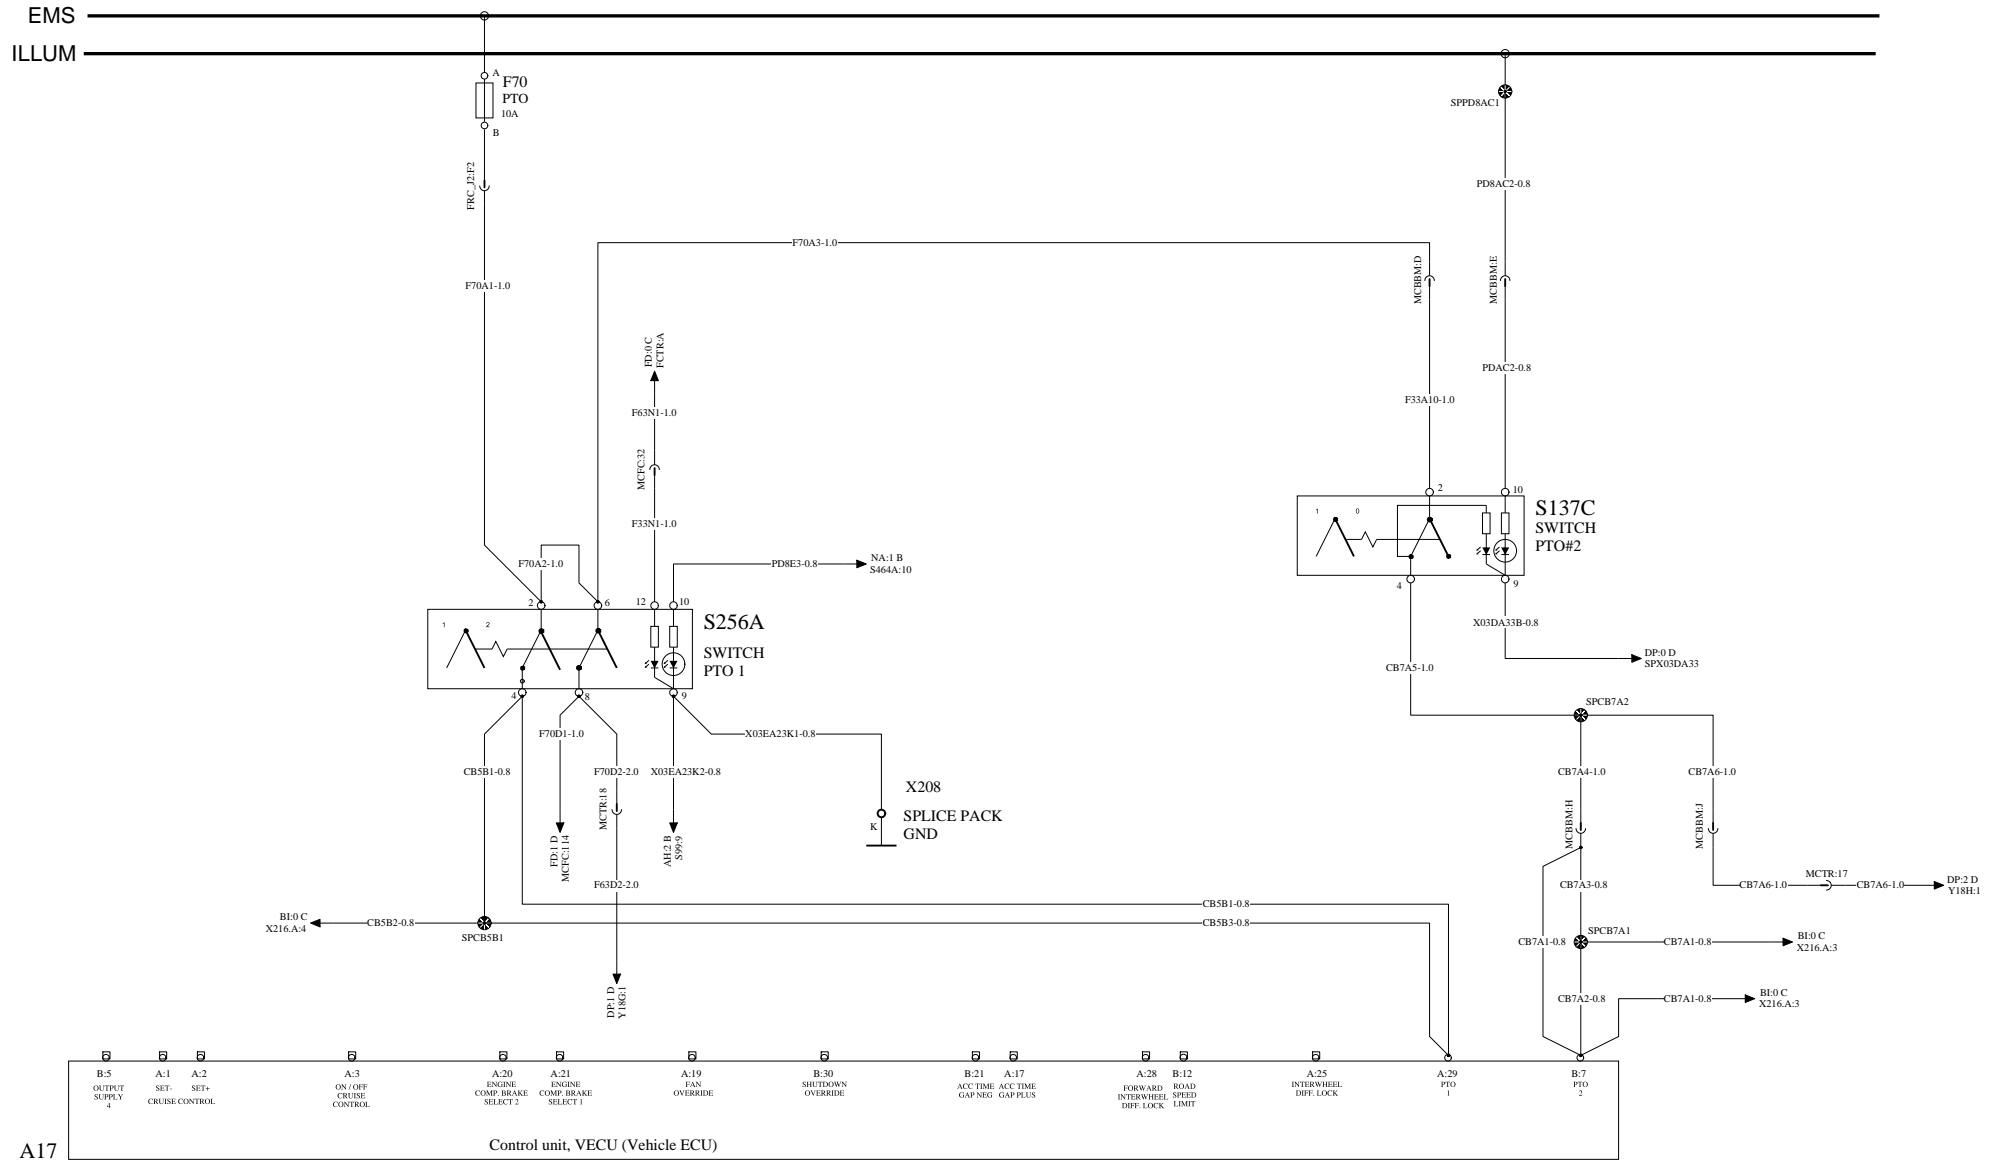 EMS
ILLUM
A
F70
PTO
10A
B
SPPD8AC1
FRC_J2:F2
PD8AC2-0.8
F70A3-1.0
F70A1-1.0
MCBBM:D
MCBBM:E
FD:0 C
FCTR:A
PDAC2-0.8
F63N1-1.0
F33A10-1.0
MCFC:32
2
10
S137C
SWITCH
PTO#2
1
0
F33N1-1.0
F70A2-1.0
PD8E3-0.8
NA:1 B
S464A:10
4
9
2
6
12
10
S256A
SWITCH
PTO 1
1
2
X03DA33B-0.8
DP:0 D
SPX03DA33
CB7A5-1.0
4
8
9
SPCB7A2
F70D1-1.0
X03EA23K1-0.8
CB5B1-0.8
F70D2-2.0
X03EA23K2-0.8
CB7A4-1.0
CB7A6-1.0
X208
SPLICE PACK
GND
K
MCTR:18
MCBBM:H
MCBBM:J
FD:1 D
MCFC:114
AH:2 B
S99:9
F63D2-2.0
CB7A3-0.8
CB7A6-1.0
MCTR:17
CB7A6-1.0
DP:2 D
Y18H:1
CB5B1-0.8
BI:0 C
X216.A:4
CB5B2-0.8
SPCB5B1
CB5B3-0.8
CB7A1-0.8
SPCB7A1
CB7A1-0.8
BI:0 C
X216.A:3
DP:1 D
Y18G:1
CB7A2-0.8
CB7A1-0.8
BI:0 C
X216.A:3
B:5
OUTPUT
SUPPLY
4
A:1
SET-
A:2
SET+
CRUISE CONTROL
A:3
ON / OFF
CRUISE
CONTROL
A:20
ENGINE
COMP. BRAKE
SELECT 2
A:21
ENGINE
COMP. BRAKE
SELECT 1
A:19
FAN
OVERRIDE
B:30
SHUTDOWN
OVERRIDE
B:21
ACC TIME
GAP NEG
A:17
ACC TIME
GAP PLUS
A:28
FORWARD
INTERWHEEL
DIFF. LOCK
B:12
ROAD
SPEED
LIMIT
A:25
INTERWHEEL
DIFF. LOCK
A:29
PTO
1
B:7
PTO
2
A17
Control unit, VECU (Vehicle ECU)